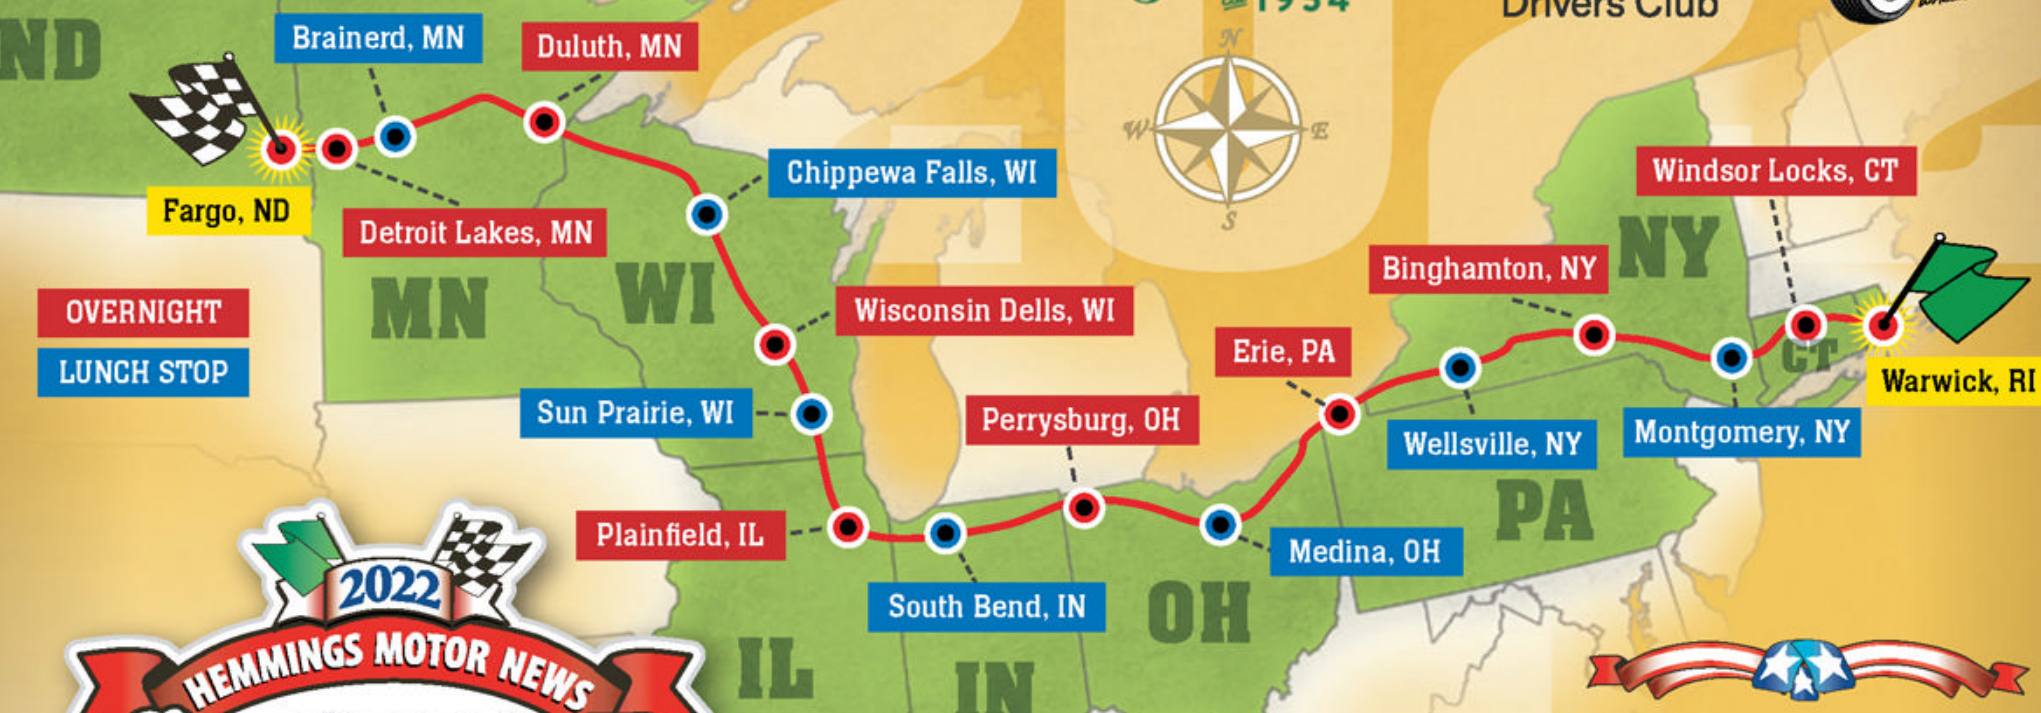 1954
Drivers Club
ND
Brainerd, MN
Duluth, MN
N
W
E
S
Chippewa Falls, WI
Windsor Locks, CT
Fargo, ND
Detroit Lakes, MN
NY
Binghamton, NY
MN
WI
OVERNIGHT
Wisconsin Dells, WI
Erie, PA
CT
LUNCH STOP
Warwick, RI
Sun Prairie, WI
Perrysburg, OH
Wellsville, NY
Montgomery, NY
PA
Plainfield, IL
Medina, OH
2022
South Bend, IN
OH
HEMMINGS MOTOR NEWS
IL
IN